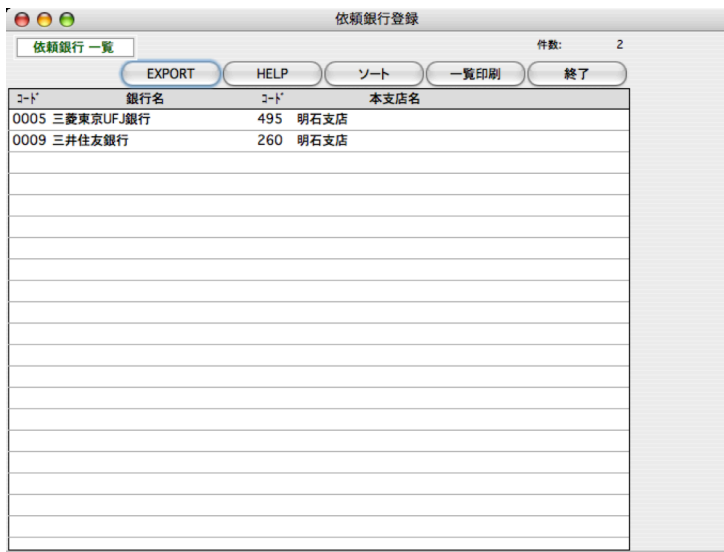 依頼銀行登録
依頼銀行 一覧 件数: 2
EXPORT HELP ソート 一覧印刷 終了
ｺｰﾄﾞ 銀行名 ｺｰﾄﾞ 本支店名
0005 三菱東京UFJ銀行 495 明石支店
0009 三井住友銀行 260 明石支店